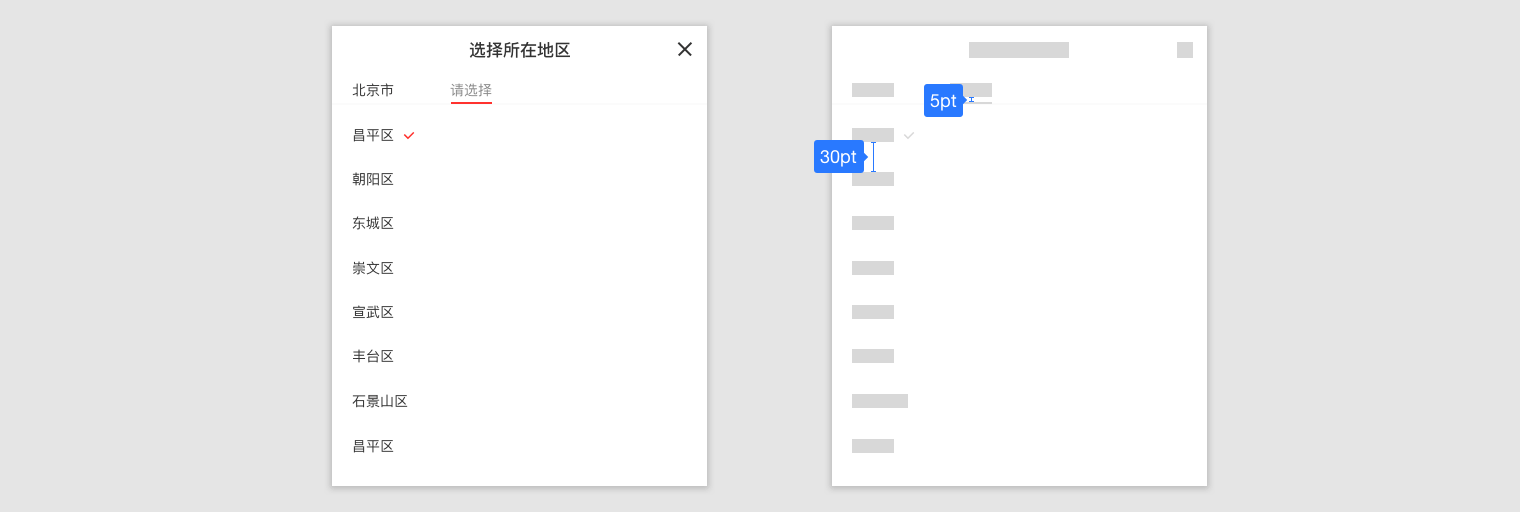 选择所在地区
北京市 请选择
昌平区
朝阳区
东城区
崇文区
宣武区
丰台区
石景山区
昌平区
5pt
30pt